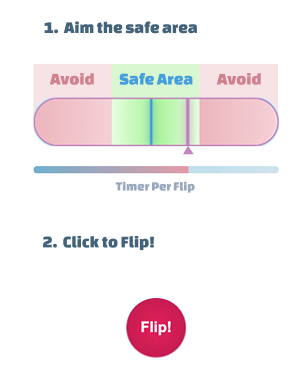 1. Aim the safe area
Avoid Safe Area Avoid
Timer Per Flip
2. Click to Flip!
Flip!